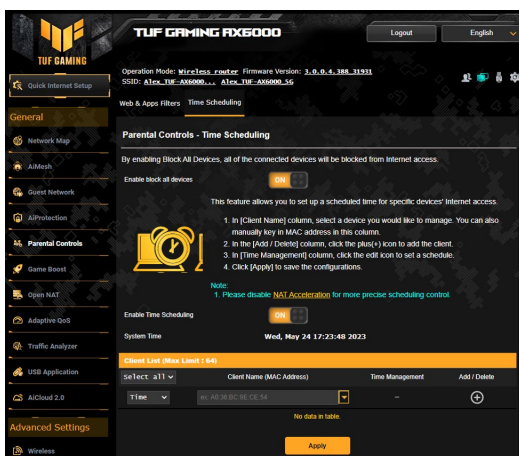 TUF GAMING
TUF GAMING AX6000
Logout
English
Quick Internet Setup
Operation Mode: Wireless router Firmware Version: 3.0.0.4.388_31931
SSID: Alex_TUF-AX6000... Alex_TUF-AX6000_5G
Web & Apps Filters Time Scheduling
General
Network Map
AiMesh
Guest Network
AiProtection
Parental Controls
Game Boost
Open NAT
Adaptive QoS
Traffic Analyzer
USB Application
AiCloud 2.0
Advanced Settings
Wireless
Parental Controls - Time Scheduling
By enabling Block All Devices, all of the connected devices will be blocked from Internet access.
Enable block all devices
ON
This feature allows you to set up a scheduled time for specific devices' Internet access.
1. In [Client Name] column, select a device you would like to manage. You can also
manually key in MAC address in this column.
2. In the [Add / Delete] column, click the plus(+) icon to add the client.
3. In [Time Management] column, click the edit icon to set a schedule.
4. Click [Apply] to save the configurations.
Note:
1. Please disable NAT Acceleration for more precise scheduling control.
Enable Time Scheduling
ON
System Time
Wed, May 24 17:23:48 2023
Client List (Max Limit : 64)
Select all
Client Name (MAC Address)
Time Management
Add / Delete
Time
ex. A0:36:BC:9E:CE:54
-
No data in table.
Apply